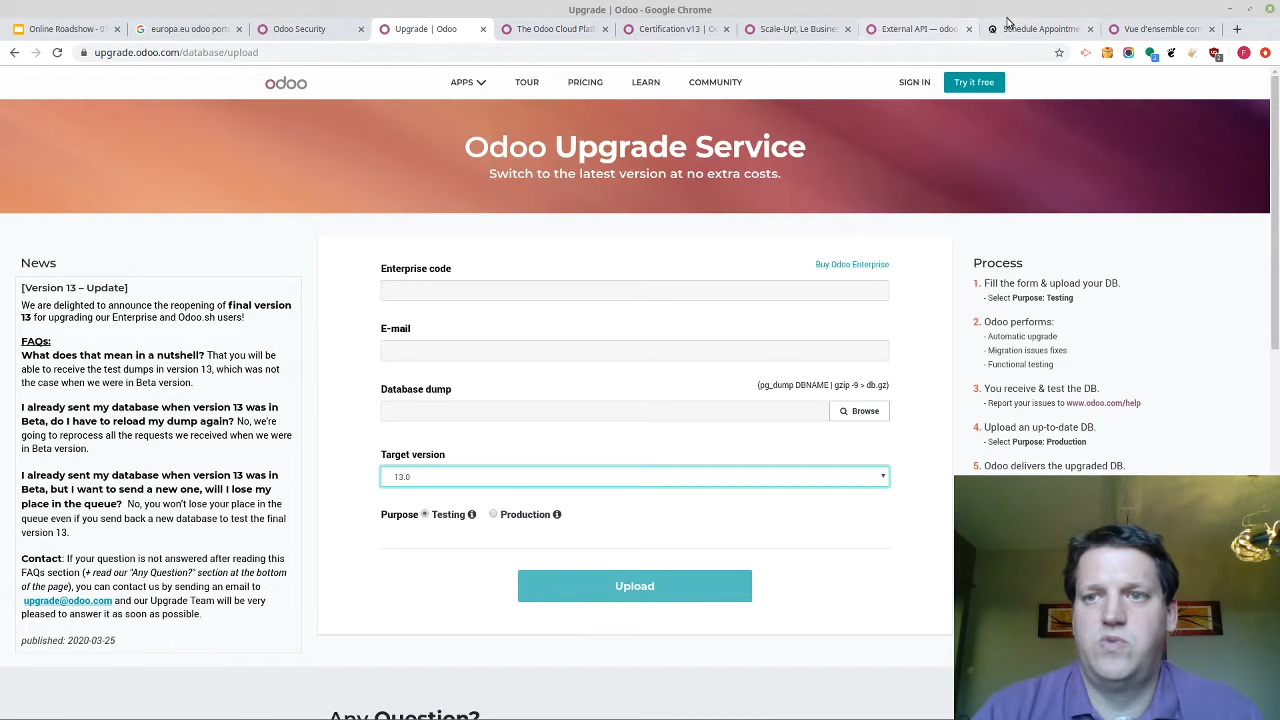 Upgrade | Odoo - Google Chrome
Online Roadshow - 0
europa.eu odoo port
Odoo Security
Upgrade | Odoo
The Odoo Cloud Platf
Certification v13 | Od
Scale-Up!, Le Busines
External API — odoo
Schedule Appointme
Vue d'ensemble com
upgrade.odoo.com/database/upload
odoo
APPS
TOUR
PRICING
LEARN
COMMUNITY
SIGN IN
Try it free
Odoo Upgrade Service
Switch to the latest version at no extra costs.
News
[Version 13 – Update]
We are delighted to announce the reopening of final version
13 for upgrading our Enterprise and Odoo.sh users!
FAQs:
What does that mean in a nutshell? That you will be
able to receive the test dumps in version 13, which was not
the case when we were in Beta version.
I already sent my database when version 13 was in
Beta, do I have to reload my dump again? No, we're
going to reprocess all the requests we received when we were
in Beta version.
I already sent my database when version 13 was in
Beta, but I want to send a new one, will I lose my
place in the queue? No, you won't lose your place in the
queue even if you send back a new database to test the final
version 13.
Contact: If your question is not answered after reading this
FAQs section (+ read our "Any Question?" section at the bottom
of the page), you can contact us by sending an email to
upgrade@odoo.com and our Upgrade Team will be very
pleased to answer it as soon as possible.
published: 2020-03-25
Enterprise code
Buy Odoo Enterprise
E-mail
Database dump
(pg_dump DBNAME | gzip -9 > db.gz)
Browse
Target version
13.0
Purpose Testing Production
Upload
Process
1. Fill the form & upload your DB.
- Select Purpose: Testing
2. Odoo performs:
- Automatic upgrade
- Migration issues fixes
- Functional testing
3. You receive & test the DB.
- Report your issues to www.odoo.com/help
4. Upload an up-to-date DB.
- Select Purpose: Production
5. Odoo delivers the upgraded DB.
Any Question?